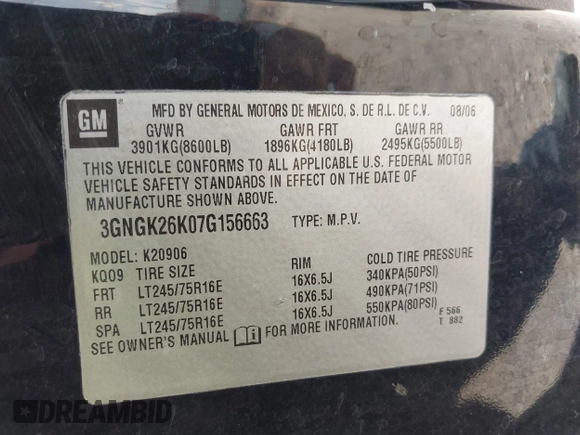 GM
MFD BY GENERAL MOTORS DE MEXICO, S. DE R.L. DE C.V. 08/06
GVWR GAWR FRT GAWR RR
3901KG(8600LB) 1896KG(4180LB) 2495KG(5500LB)
THIS VEHICLE CONFORMS TO ALL APPLICABLE U.S. FEDERAL MOTOR
VEHICLE SAFETY STANDARDS IN EFFECT ON THE DATE OF
MANUFACTURE SHOWN ABOVE.
3GNGK26K07G156663 TYPE: M.P.V.
MODEL: K20906
KQ09 TIRE SIZE RIM COLD TIRE PRESSURE
FRT LT245/75R16E 16X6.5J 340KPA(50PSI)
RR LT245/75R16E 16X6.5J 490KPA(71PSI)
SPA LT245/75R16E 16X6.5J 550KPA(80PSI)
F 566
T 882
SEE OWNER'S MANUAL FOR MORE INFORMATION.
DREAMBID